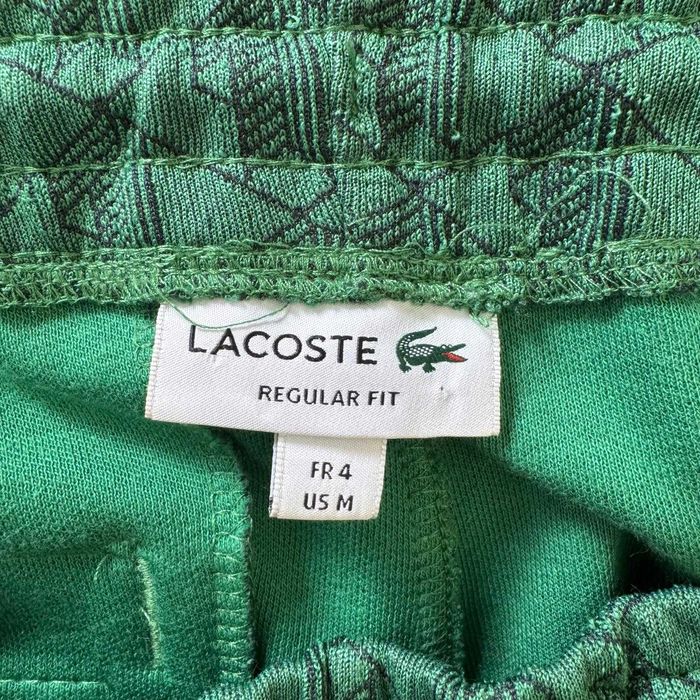 LACOSTE
REGULAR FIT
FR 4
US M